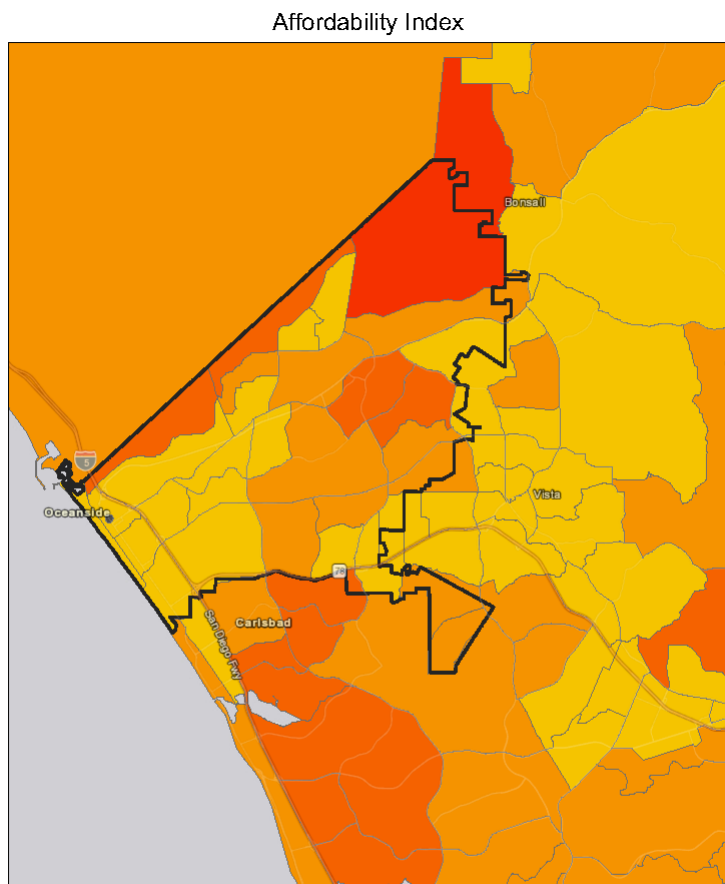 Affordability Index
Bonsall
5
Vista
Oceanside
78
Carlsbad
San Diego Fwy